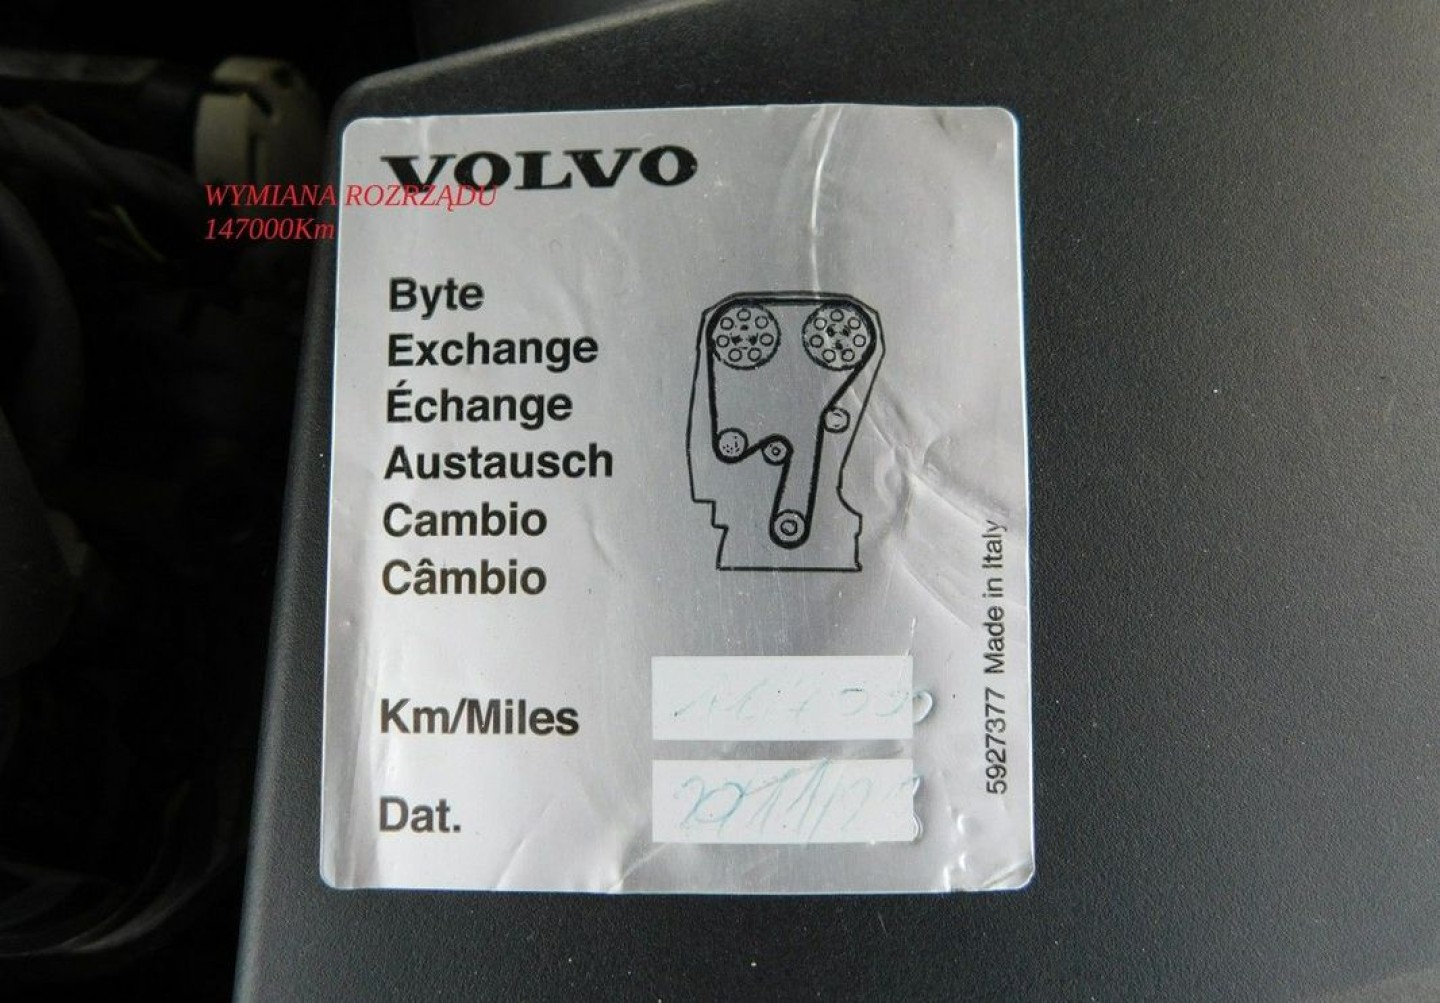 VOLVO
WYMIANA ROZRZĄDU
147000Km
Byte
Exchange
Échange
Austausch
Cambio
Câmbio
Km/Miles
Dat.
5927377 Made in Italy